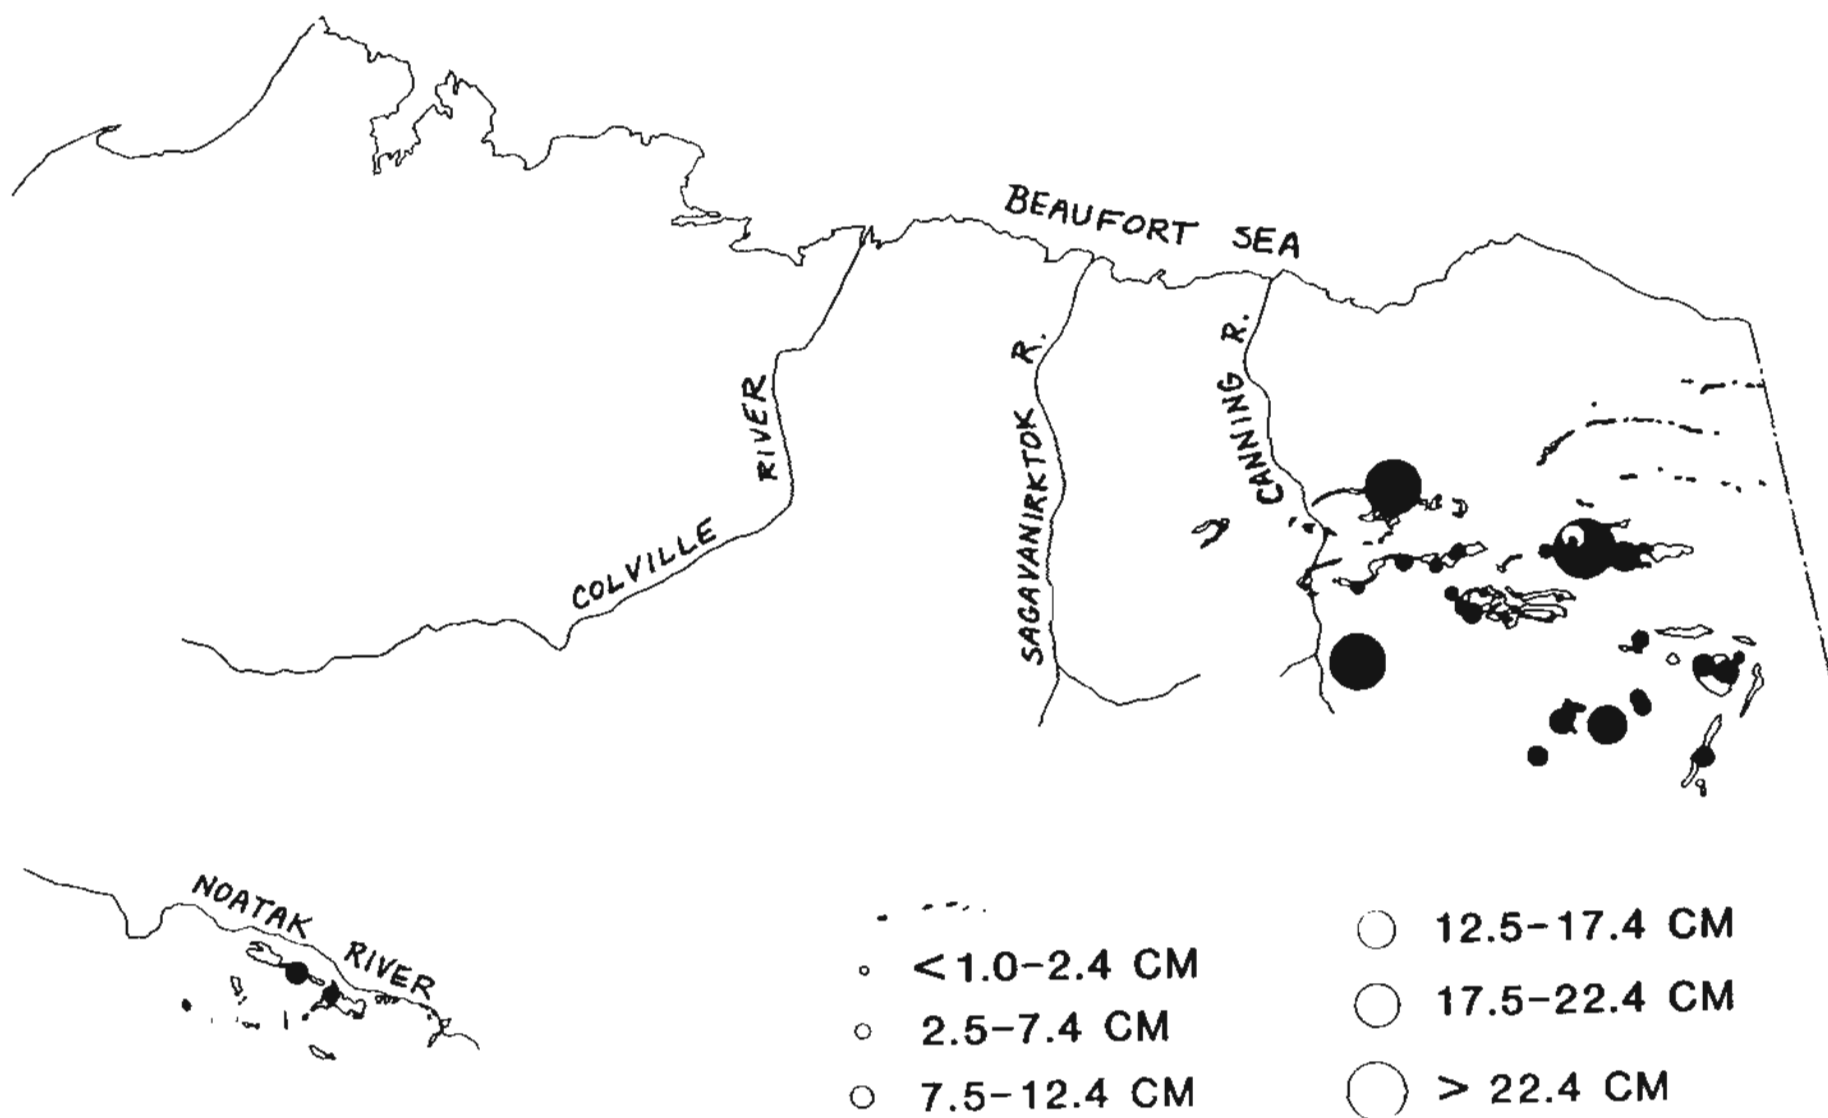 BEAUFORT SEA
CANNING R.
SAGAVANIRKTOK R.
COLVILLE RIVER
NOATAK RIVER
<1.0-2.4 CM
2.5-7.4 CM
7.5-12.4 CM
12.5-17.4 CM
17.5-22.4 CM
> 22.4 CM